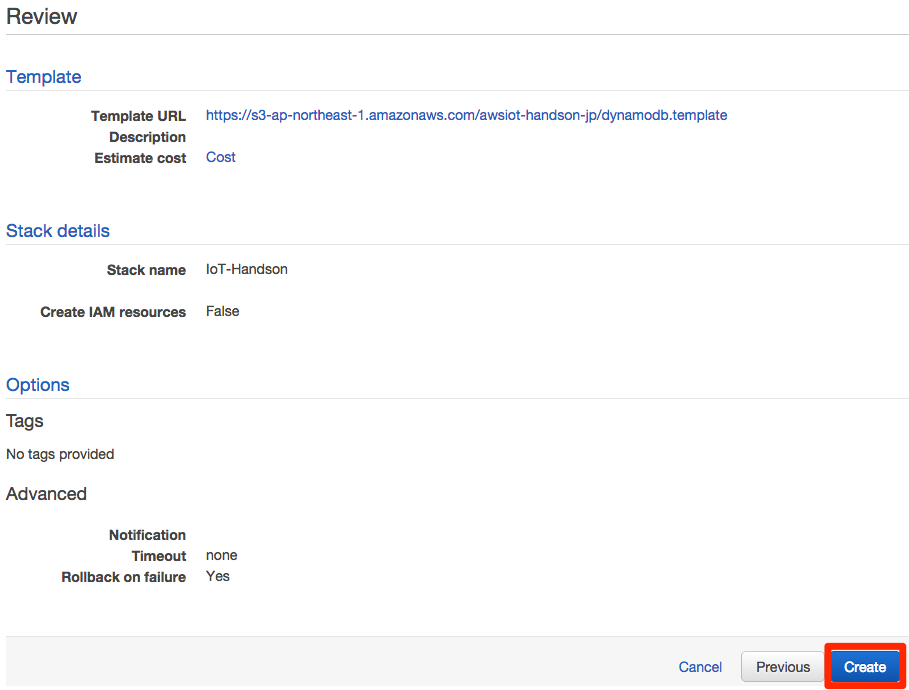 Review
Template
Template URL https://s3-ap-northeast-1.amazonaws.com/awsiot-handson-jp/dynamodb.template
Description
Estimate cost Cost
Stack details
Stack name IoT-Handson
Create IAM resources False
Options
Tags
No tags provided
Advanced
Notification
Timeout none
Rollback on failure Yes
Cancel Previous Create